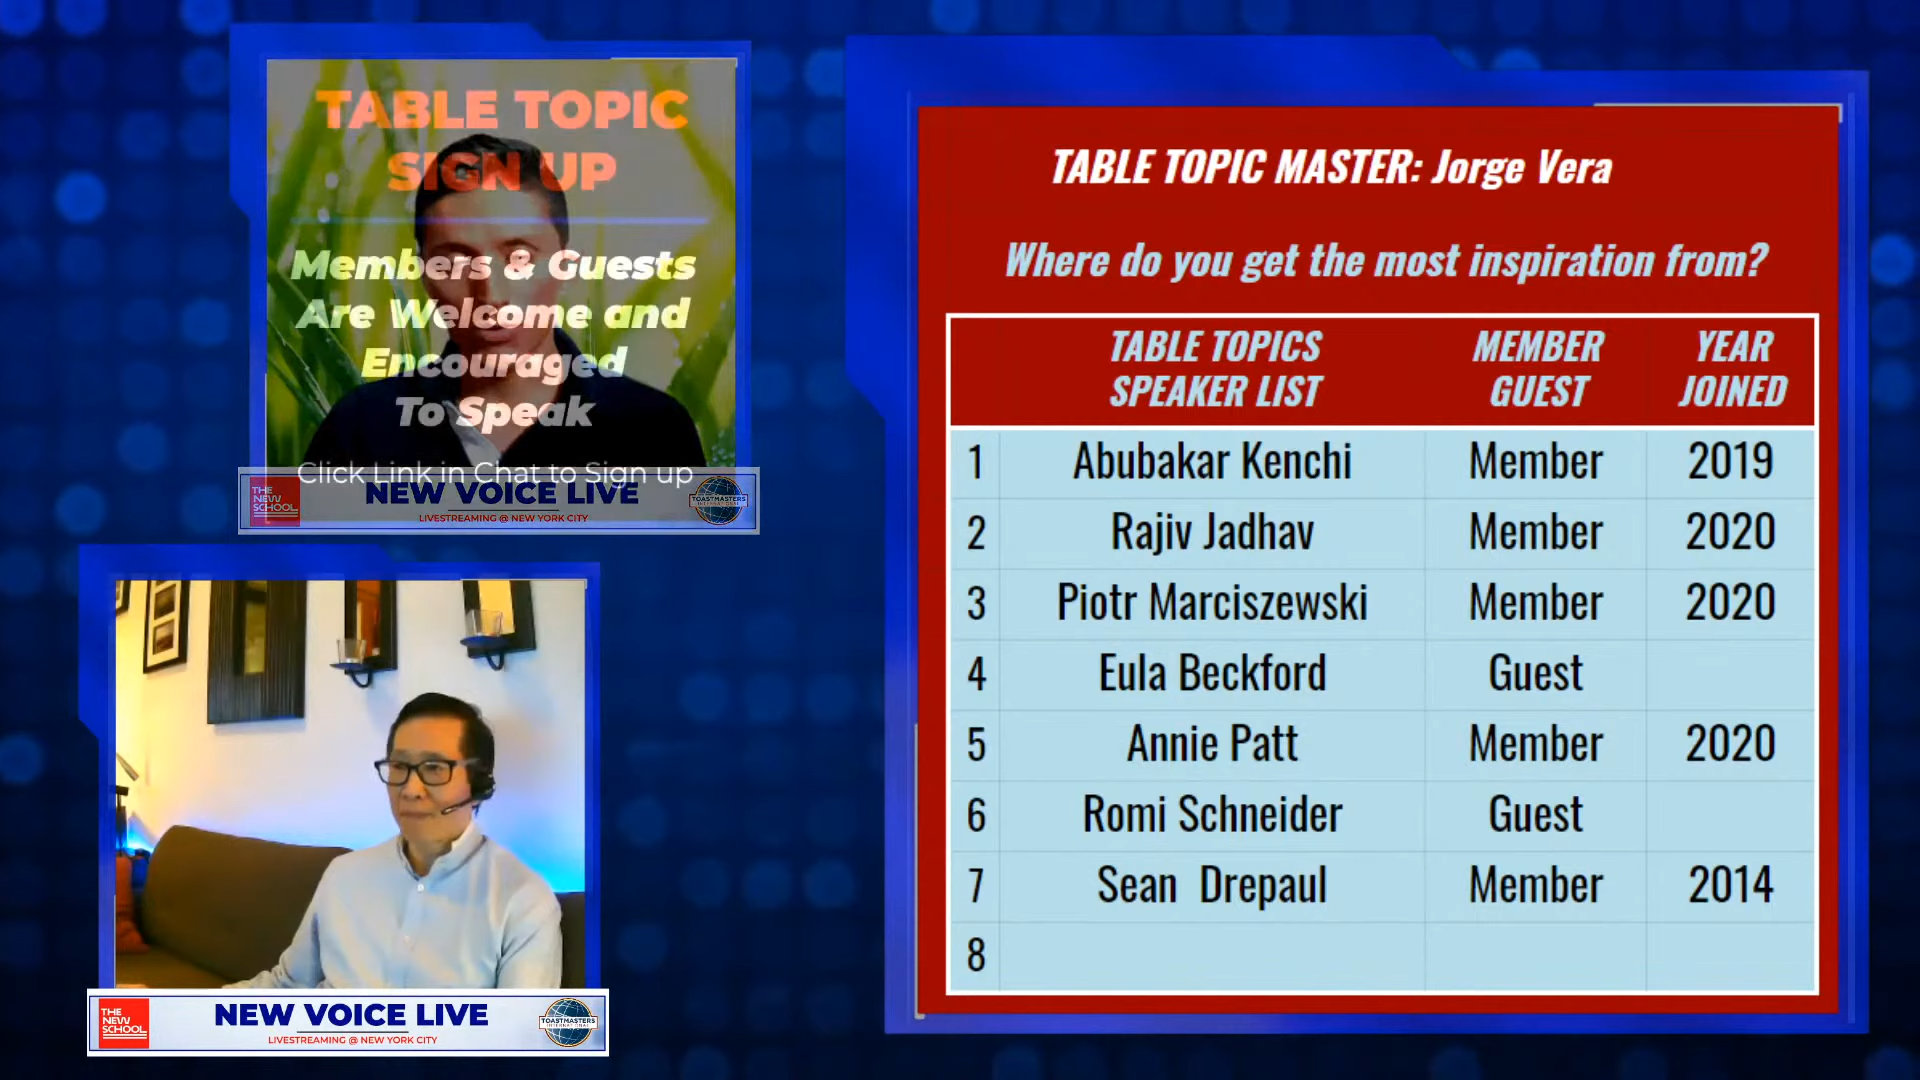 TABLE TOPIC
SIGN UP
Members & Guests
Are Welcome and
Encouraged
To Speak
Click Link in Chat to Sign up
THE
NEW
SCHOOL
NEW VOICE LIVE
LIVESTREAMING @ NEW YORK CITY
TOASTMASTERS
INTERNATIONAL
THE
NEW
SCHOOL
NEW VOICE LIVE
LIVESTREAMING @ NEW YORK CITY
TOASTMASTERS
INTERNATIONAL
TABLE TOPIC MASTER: Jorge Vera
Where do you get the most inspiration from?
TABLE TOPICS MEMBER YEAR
SPEAKER LIST GUEST JOINED
1 Abubakar Kenchi Member 2019
2 Rajiv Jadhav Member 2020
3 Piotr Marciszewski Member 2020
4 Eula Beckford Guest
5 Annie Patt Member 2020
6 Romi Schneider Guest
7 Sean Drepaul Member 2014
8